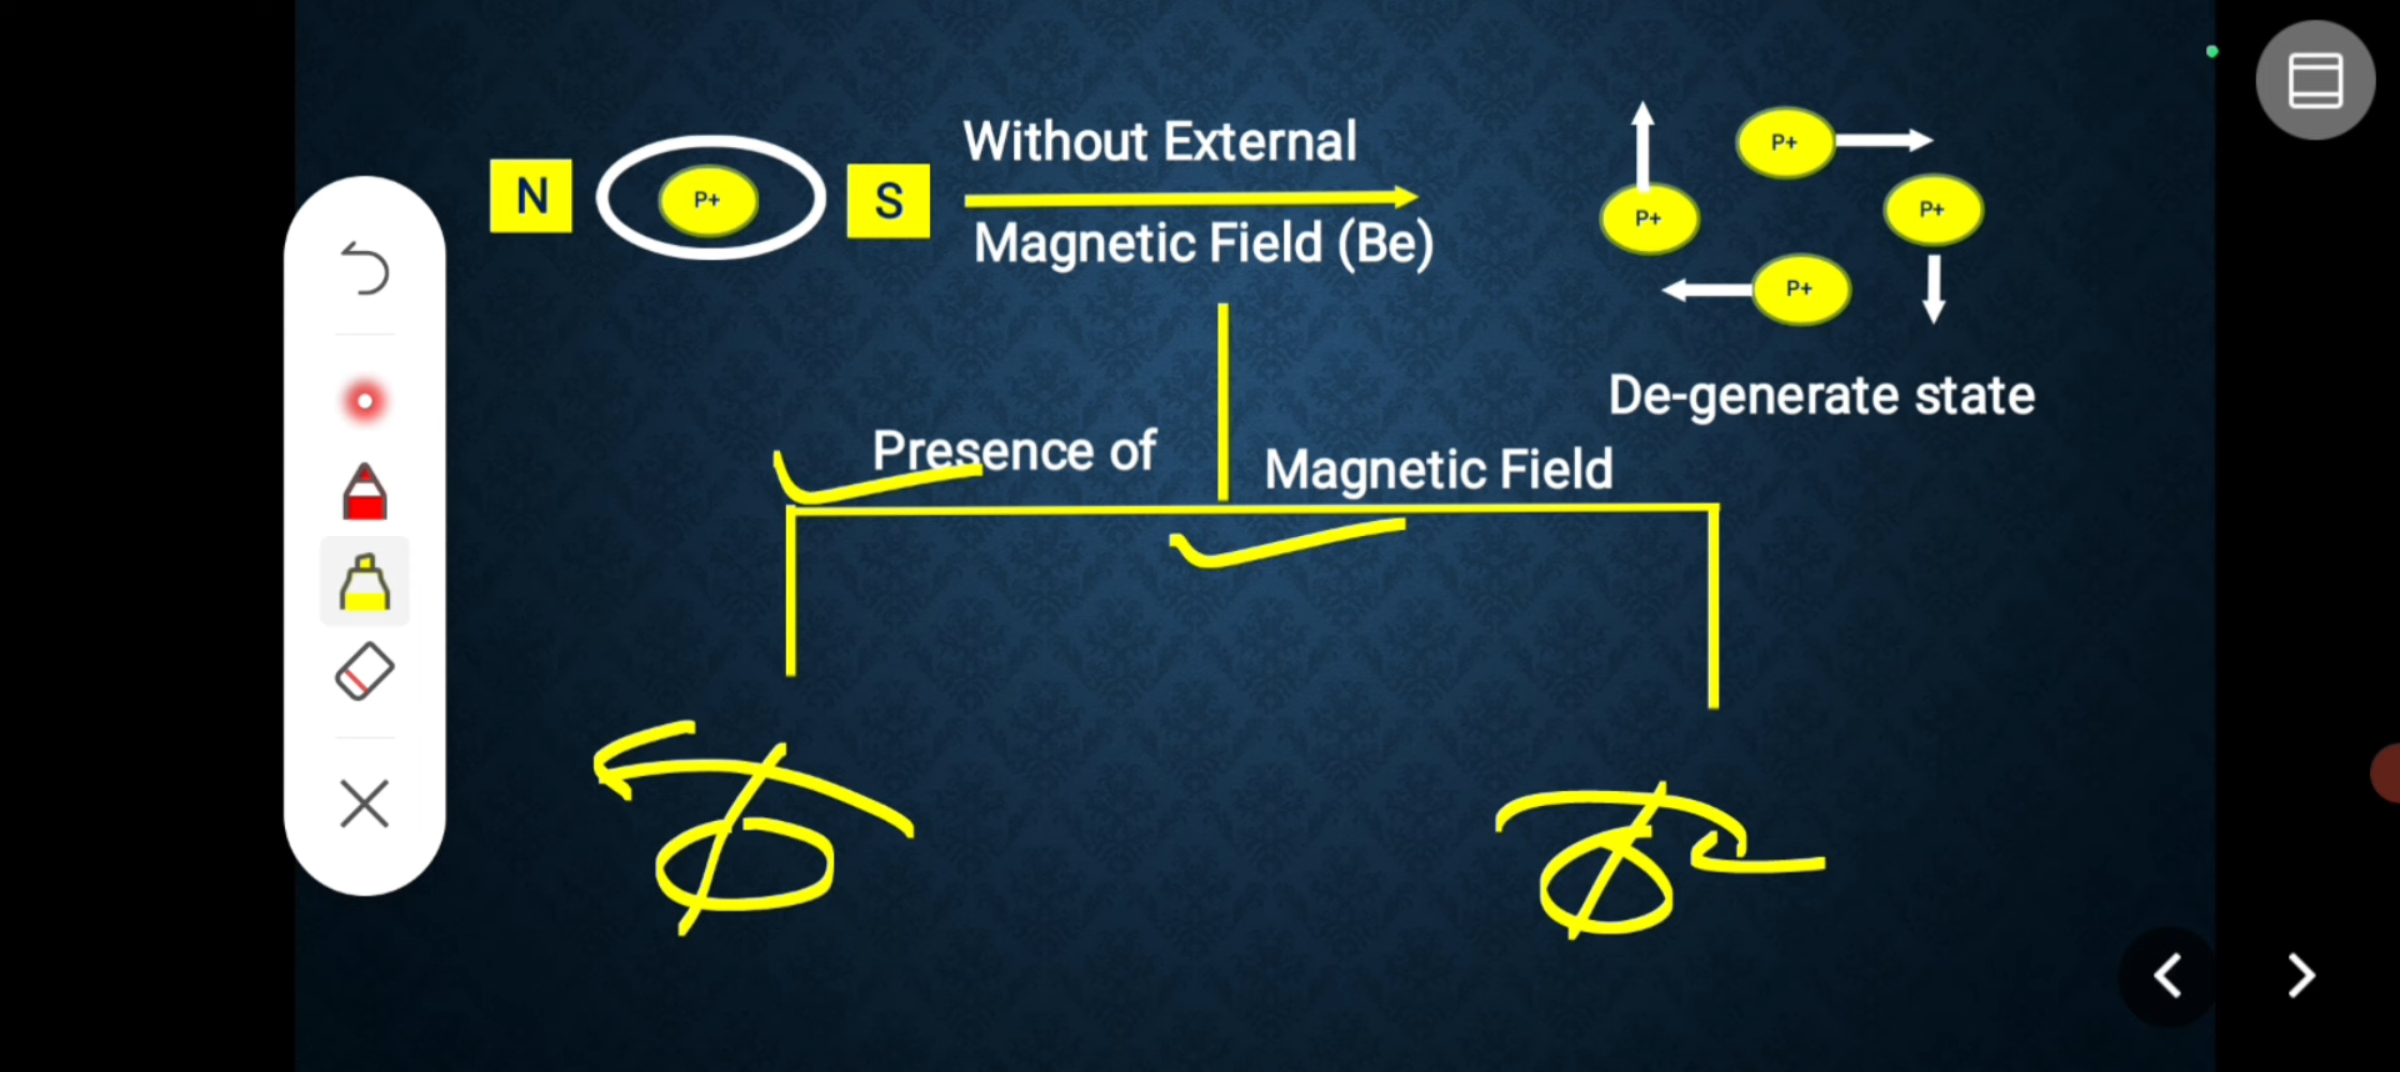 N
P+
S
Without External
Magnetic Field (Be)
P+
P+
P+
P+
De-generate state
Presence of
Magnetic Field